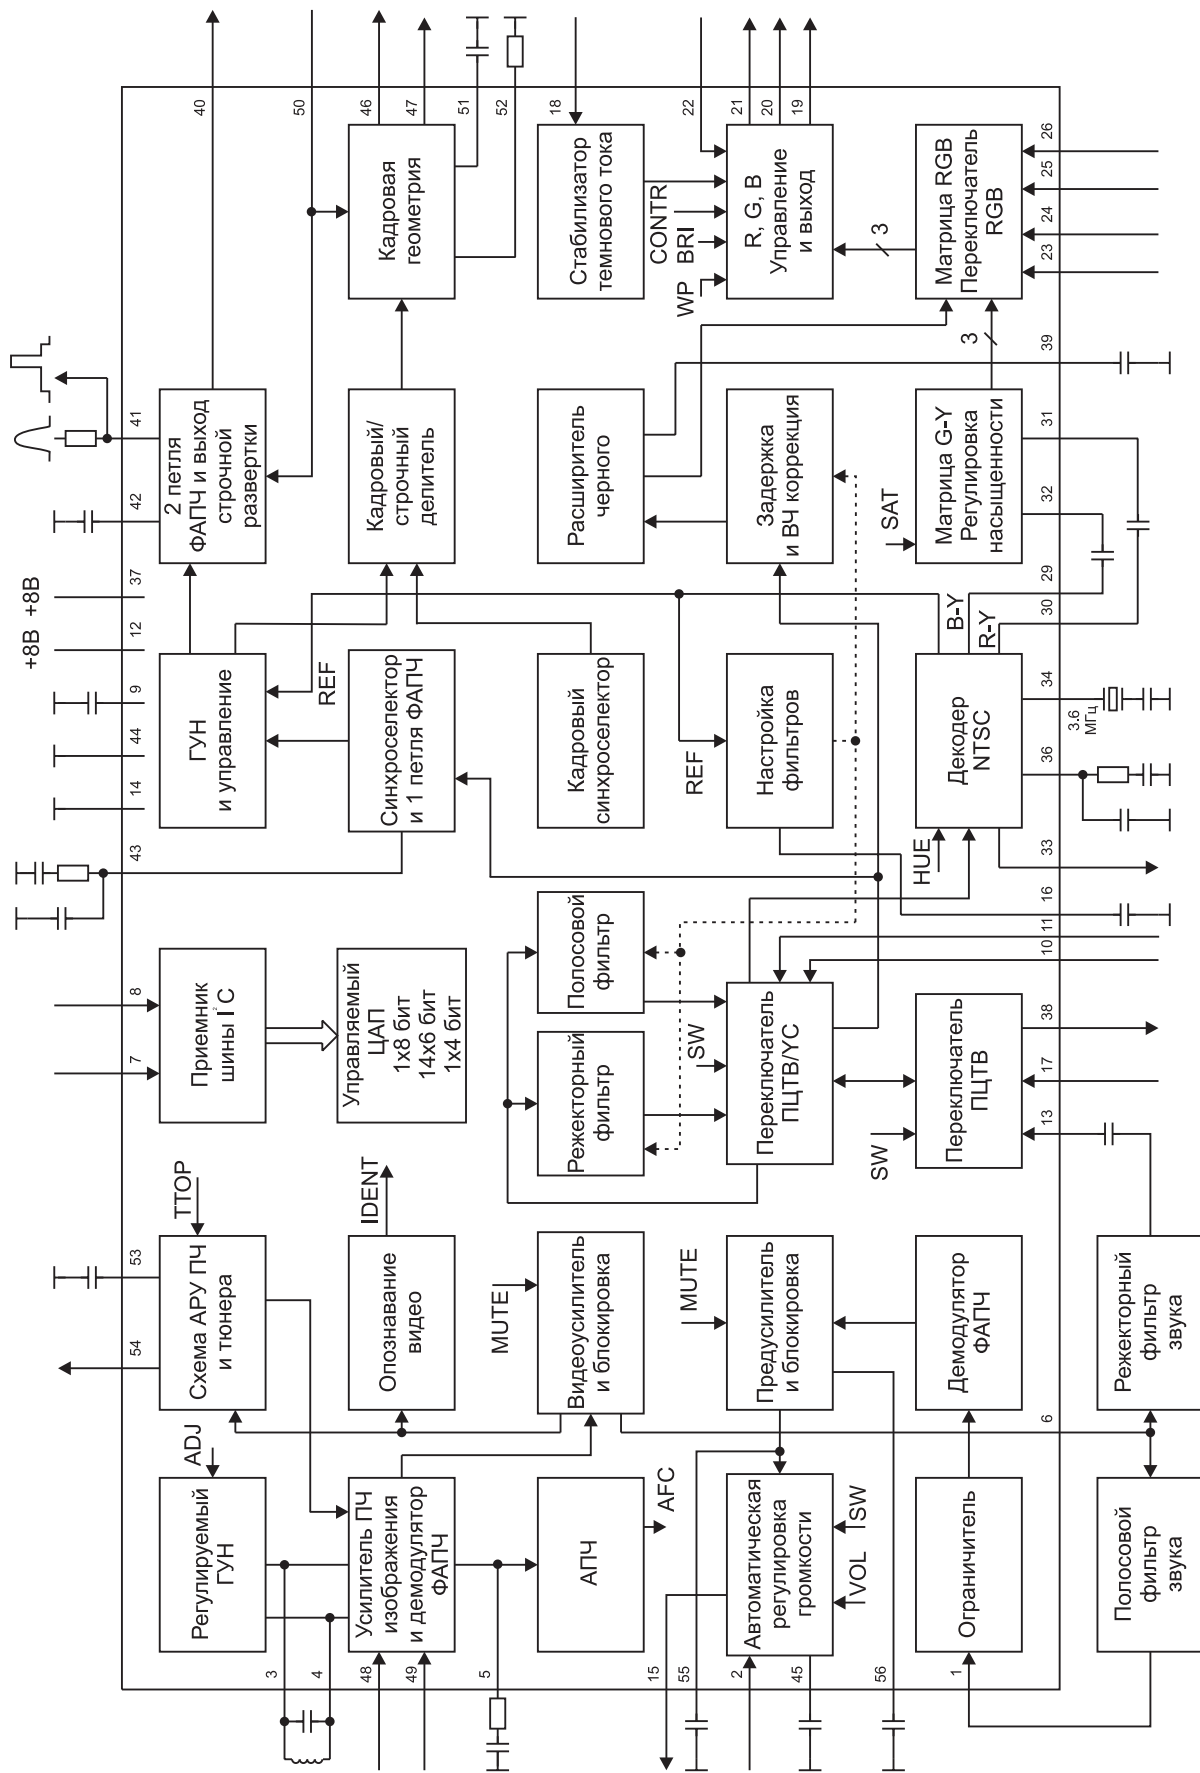 +8В
+8В
54
53
7
8
43
14
44
9
12
37
42
41
40
ADJ
TTOP
Регулируемый
ГУН
Схема АРУ ПЧ
и тюнера
Приемник
шины I²C
ГУН
и управление
2 петля
ФАПЧ и выход
строчной
развертки
3
4
REF
50
48
49
Усилитель ПЧ
изображения
и демодулятор
ФАПЧ
Опознавание
видео
IDENT
Управляемый
ЦАП
1x8 бит
14x6 бит
1x4 бит
Синхроселектор
и 1 петля ФАПЧ
Кадровый/
строчный
делитель
Кадровая
геометрия
46
47
51
52
5
MUTE
АПЧ
Видеоусилитель
и блокировка
Режекторный
фильтр
Полосовой
фильтр
Кадровый
синхроселектор
Расширитель
черного
Стабилизатор
темнового тока
18
AFC
15
55
MUTE
SW
REF
WP
BRI
CONTR
22
2
45
Автоматическая
регулировка
громкости
Предусилитель
и блокировка
Переключатель
ПЦТВ/YC
Настройка
фильтров
Задержка
и ВЧ коррекция
R, G, B
Управление
и выход
21
20
19
VOL
SW
56
SW
HUE
SAT
3
1
Ограничитель
Демодулятор
ФАПЧ
Переключатель
ПЦТВ
Декодер
NTSC
B-Y
R-Y
Матрица G-Y
Регулировка
насыщенности
3
Матрица RGB
Переключатель
RGB
6
13
17
38
10
11
16
33
36
34
30
29
32
31
39
23
24
25
26
3.6
МГц
Полосовой
фильтр
звука
Режекторный
фильтр
звука